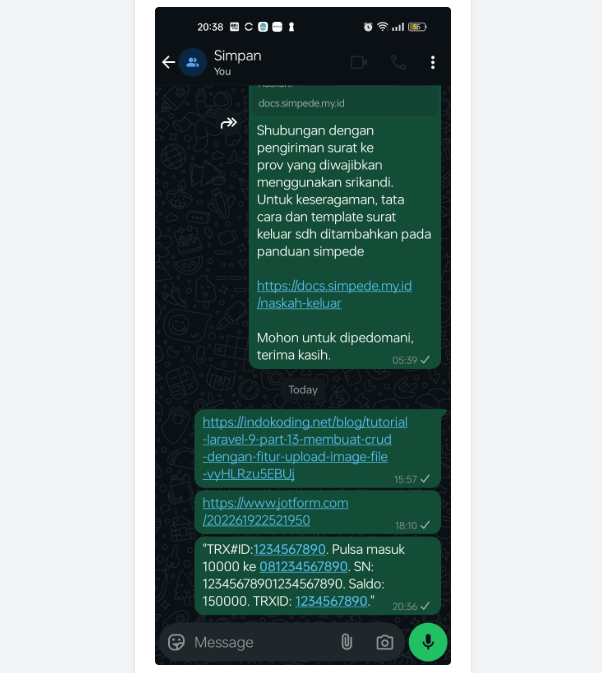 20:38
55
Simpan
You
naskah.
docs.simpede.my.id
Shubungan dengan
pengiriman surat ke
prov yang diwajibkan
menggunakan srikandi.
Untuk keseragaman, tata
cara dan template surat
keluar sdh ditambahkan pada
panduan simpede
https://docs.simpede.my.id
/naskah-keluar
Mohon untuk dipedomani,
terima kasih.
05:39
Today
https://indokoding.net/blog/tutorial
-laravel-9-part-13-membuat-crud
-dengan-fitur-upload-image-file
-vyHLRzu5EBUj
15:57
https://www.jotform.com
/202261922521950
18:10
"TRX#ID:1234567890. Pulsa masuk
10000 ke 081234567890. SN:
12345678901234567890. Saldo:
150000. TRXID: 1234567890."
20:36
Message